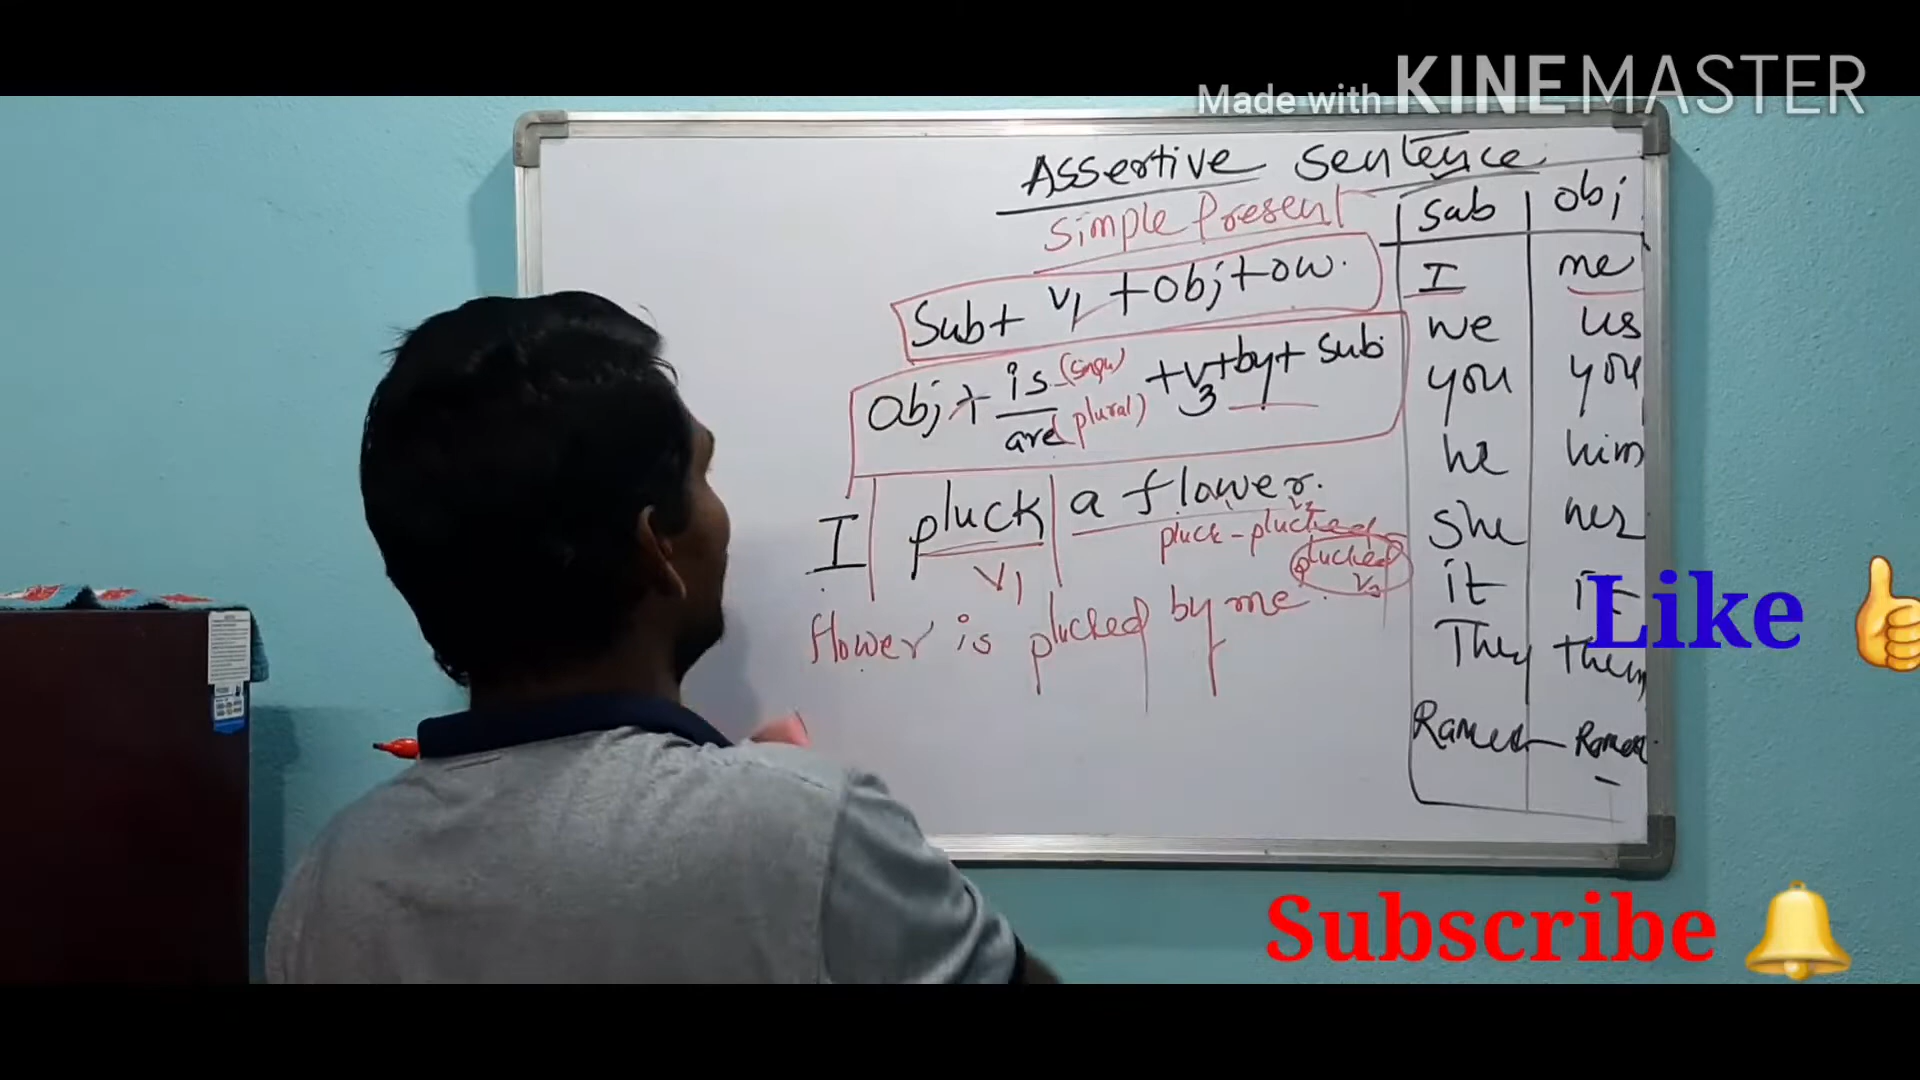 Made with KINEMASTER
Assertive Sentence
Simple Present
Sub + V1 + Obj + ow.
Obj + is (Singu) + V3 + by + Sub
are (plural)
I pluck a flower.
V1
pluck - plucked V2
plucked V3
flower is plucked by me.
Sub obj
I me
we us
you you
he him
she her
it it
They them
Ramesh - Ramesh
Like
Subscribe